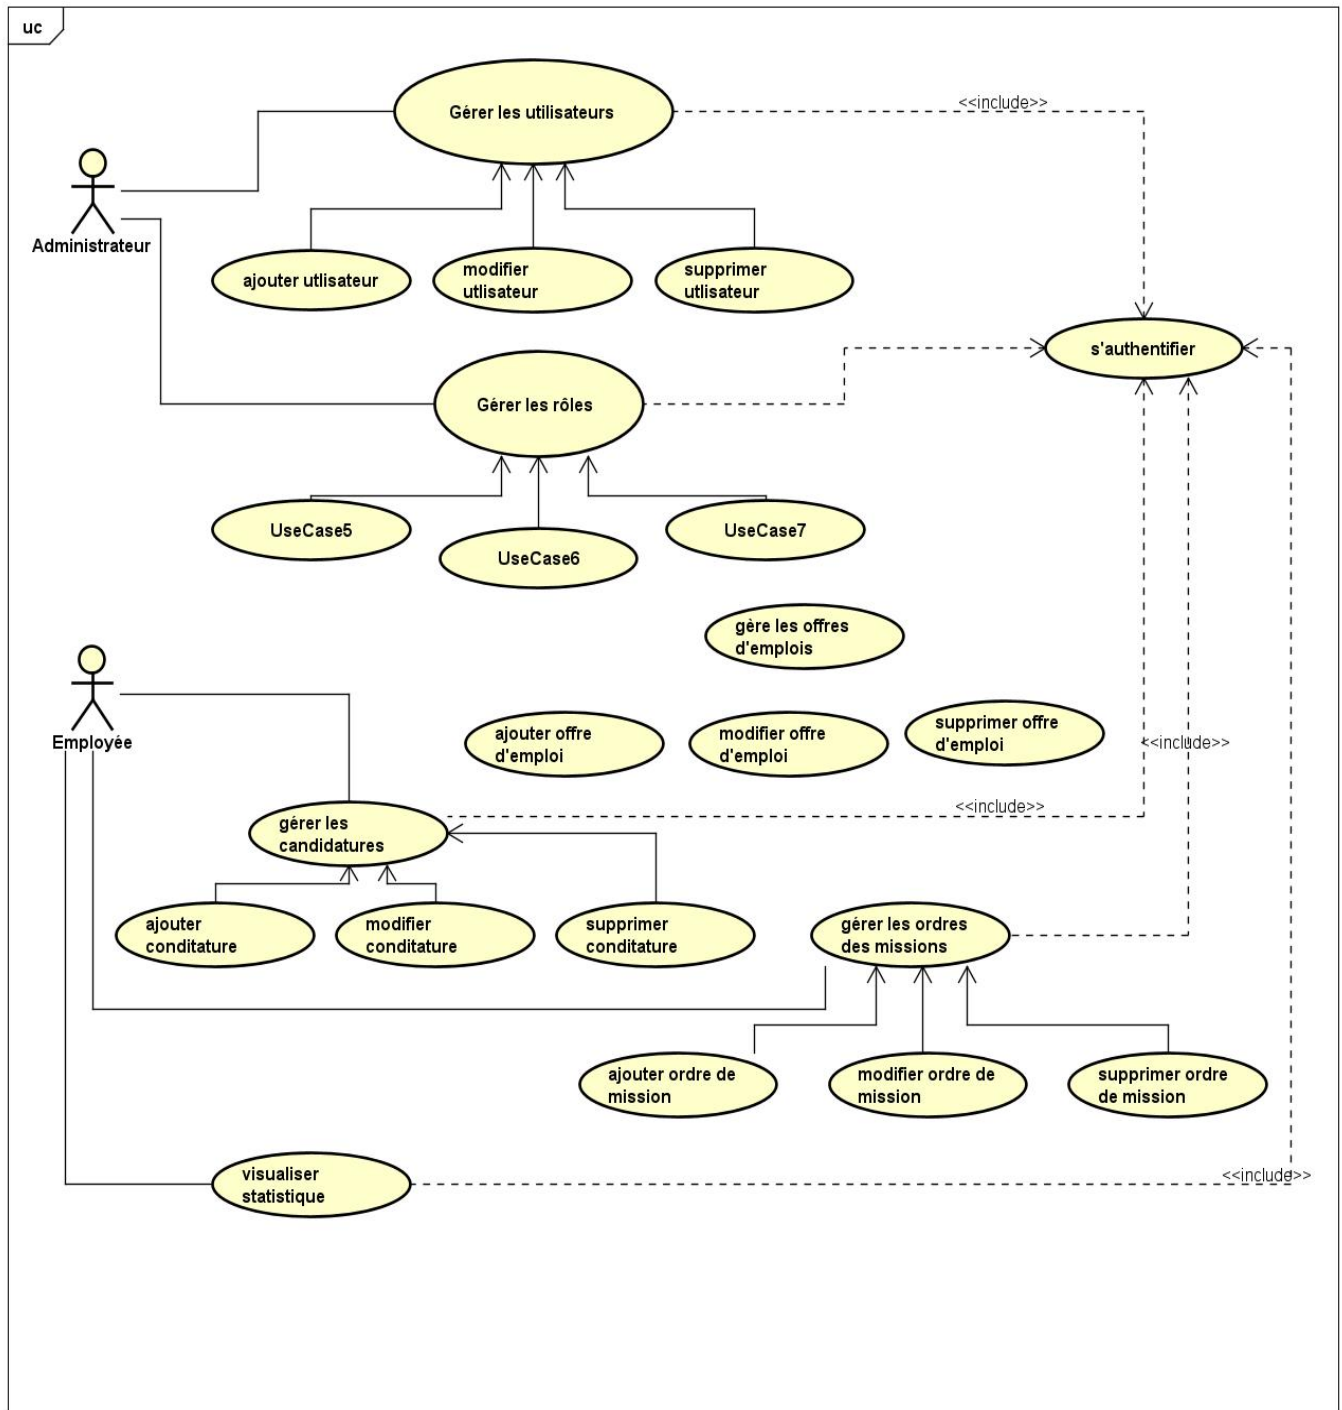 uc
Gérer les utilisateurs
<<include>>
Administrateur
ajouter utlisateur
modifier
utlisateur
supprimer
utlisateur
s'authentifier
Gérer les rôles
UseCase5
UseCase6
UseCase7
gère les offres
d'emplois
Employée
ajouter offre
d'emploi
modifier offre
d'emploi
supprimer offre
d'emploi
<<include>>
<<include>>
gérer les
candidatures
ajouter
conditature
modifier
conditature
supprimer
conditature
gérer les ordres
des missions
ajouter ordre de
mission
modifier ordre de
mission
supprimer ordre
de mission
visualiser
statistique
<<include>>